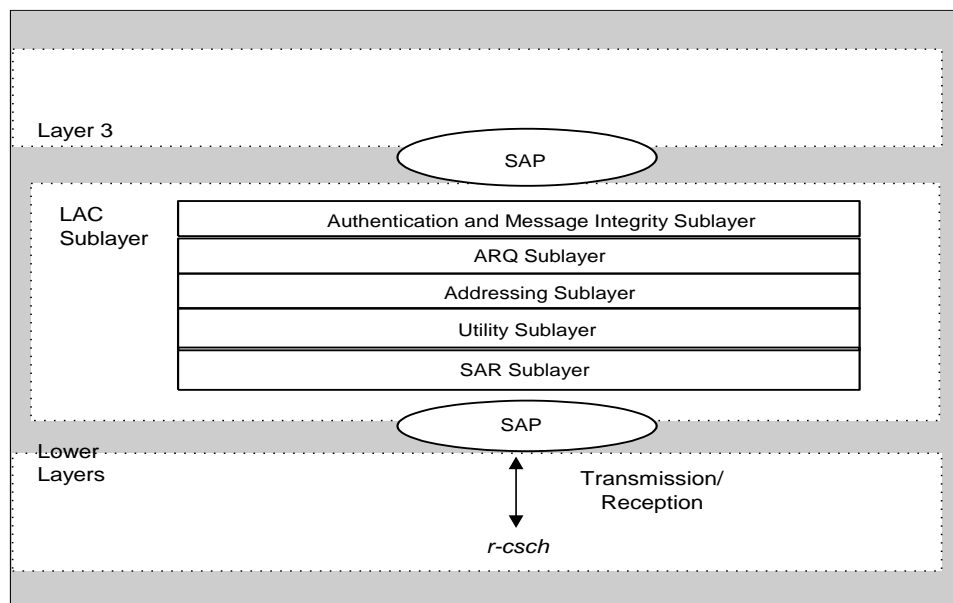 Layer 3
SAP
LAC
Sublayer
Authentication and Message Integrity Sublayer
ARQ Sublayer
Addressing Sublayer
Utility Sublayer
SAR Sublayer
SAP
Lower
Layers
Transmission/
Reception
r-csch